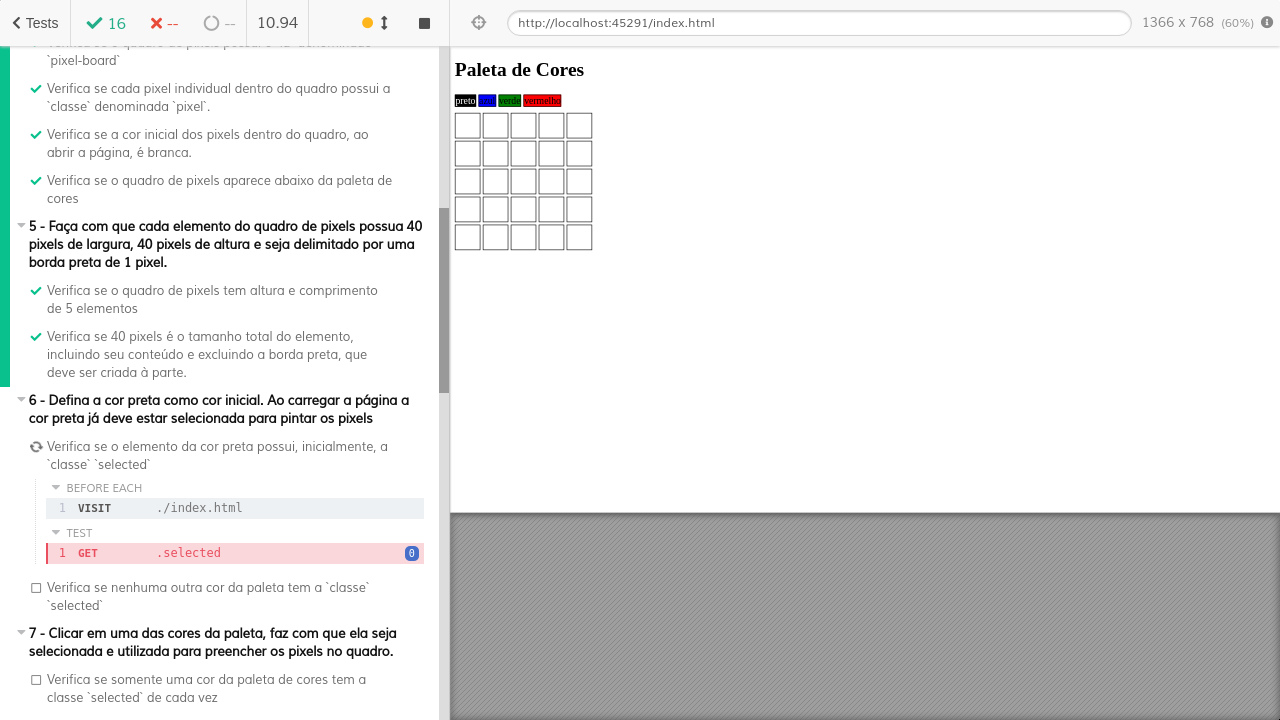 Tests
16
--
--
10.94
http://localhost:45291/index.html
1366 x 768 (60%)
`pixel-board`
Verifica se cada pixel individual dentro do quadro possui a
`classe` denominada `pixel`.
Verifica se a cor inicial dos pixels dentro do quadro, ao
abrir a página, é branca.
Verifica se o quadro de pixels aparece abaixo da paleta de
cores
5 - Faça com que cada elemento do quadro de pixels possua 40
pixels de largura, 40 pixels de altura e seja delimitado por uma
borda preta de 1 pixel.
Verifica se o quadro de pixels tem altura e comprimento
de 5 elementos
Verifica se 40 pixels é o tamanho total do elemento,
incluindo seu conteúdo e excluindo a borda preta, que
deve ser criada à parte.
6 - Defina a cor preta como cor inicial. Ao carregar a página a
cor preta já deve estar selecionada para pintar os pixels
Verifica se o elemento da cor preta possui, inicialmente, a
`classe` `selected`
BEFORE EACH
1 VISIT ./index.html
TEST
1 GET .selected 0
Verifica se nenhuma outra cor da paleta tem a `classe`
`selected`
7 - Clicar em uma das cores da paleta, faz com que ela seja
selecionada e utilizada para preencher os pixels no quadro.
Verifica se somente uma cor da paleta de cores tem a
classe `selected` de cada vez
Paleta de Cores
preto azul verde vermelho